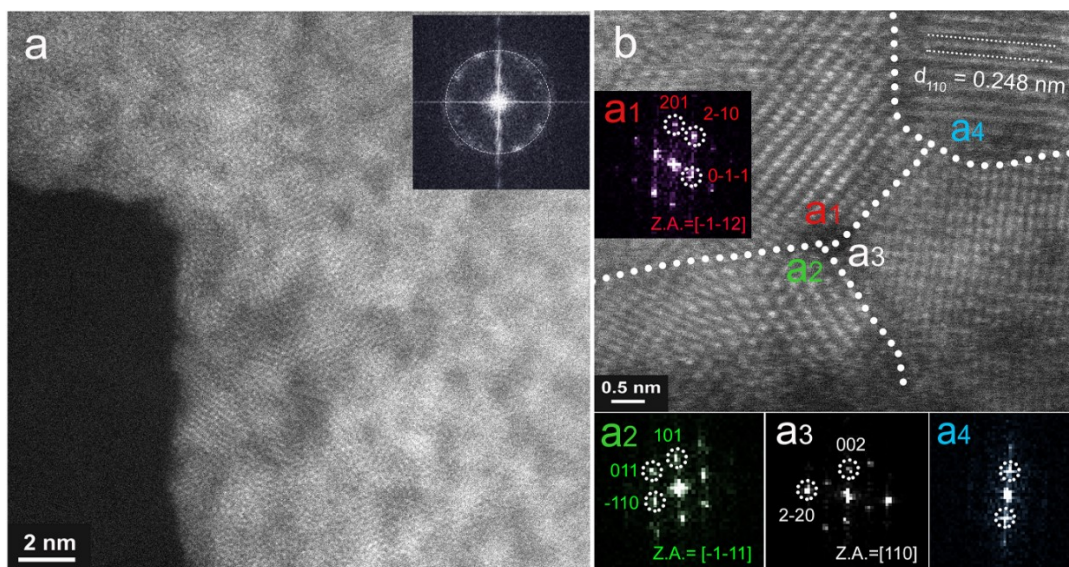 a
2 nm
b
d110 = 0.248 nm
a1
201
2-10
0-1-1
Z.A.=[-1-12]
a4
a1
a3
a2
0.5 nm
a2
101
011
-110
Z.A.= [-1-11]
a3
002
2-20
Z.A.=[110]
a4